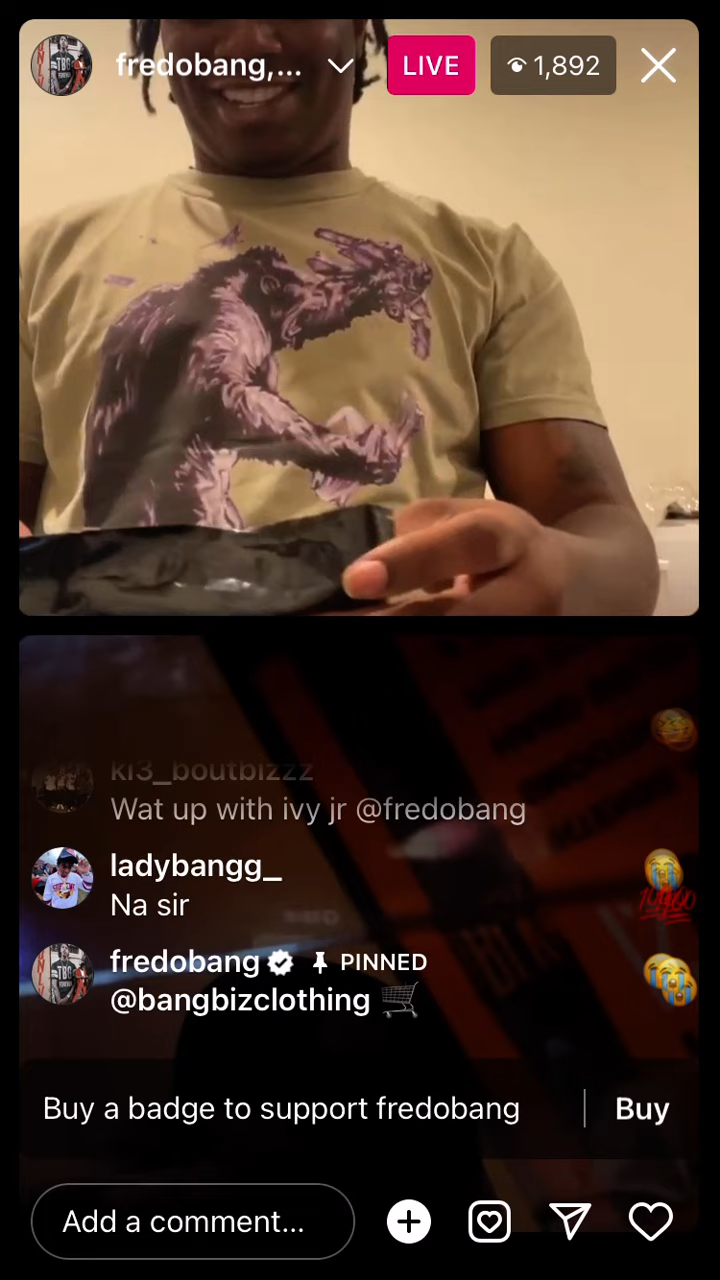 fredobang,...
LIVE
1,892
ki3_boutbizzz
Wat up with ivy jr @fredobang
ladybangg_
Na sir
fredobang PINNED
@bangbizclothing 🛒
Buy a badge to support fredobang
Buy
Add a comment...